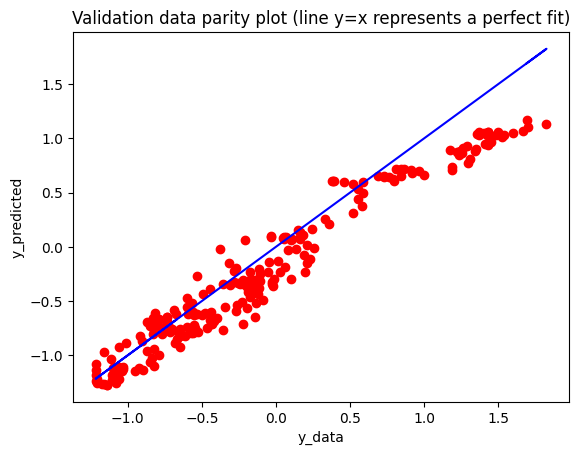 Validation data parity plot (line y=x represents a perfect fit)
1.5
1.0
0.5
0.0
−0.5
−1.0
y_predicted
−1.0 −0.5 0.0 0.5 1.0 1.5
y_data